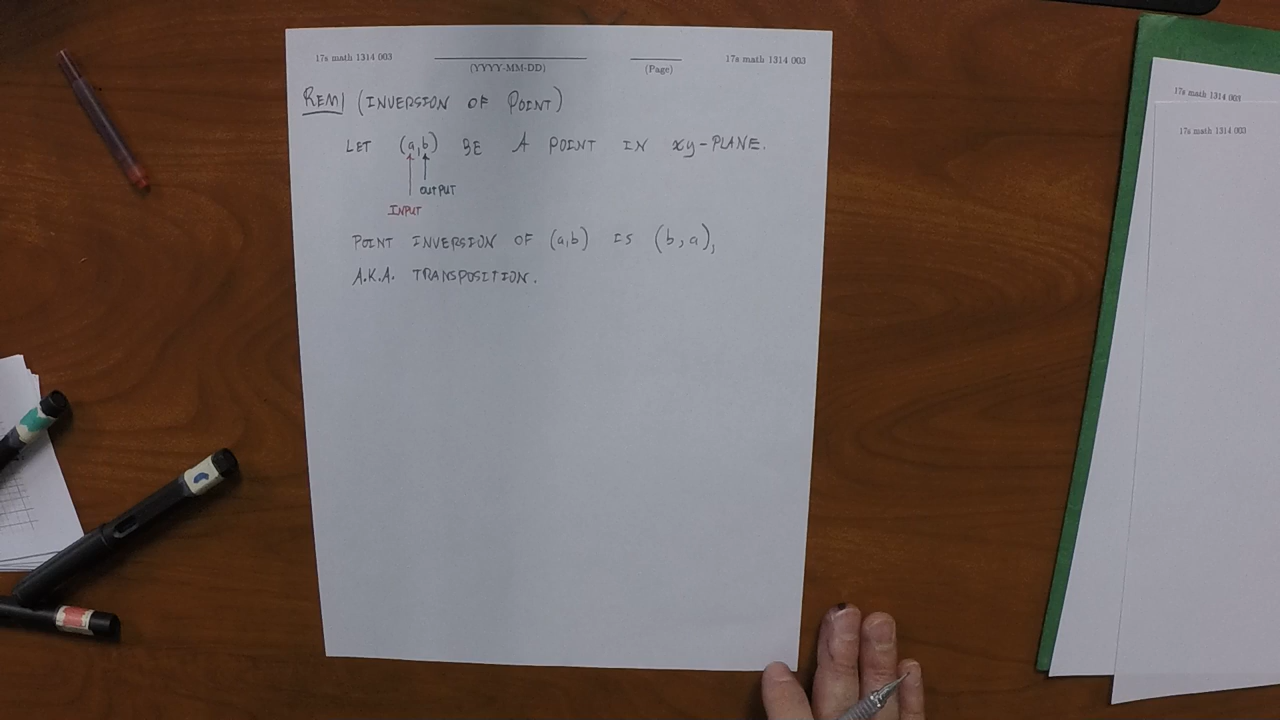 17s math 1314 003 (YYYY-MM-DD) (Page) 17s math 1314 003
REM (INVERSION OF POINT)
LET (a,b) BE A POINT IN xy-PLANE.
OUTPUT
INPUT
POINT INVERSION OF (a,b) IS (b,a),
A.K.A. TRANSPOSITION.
17s math 1314 003
17s math 1314 003